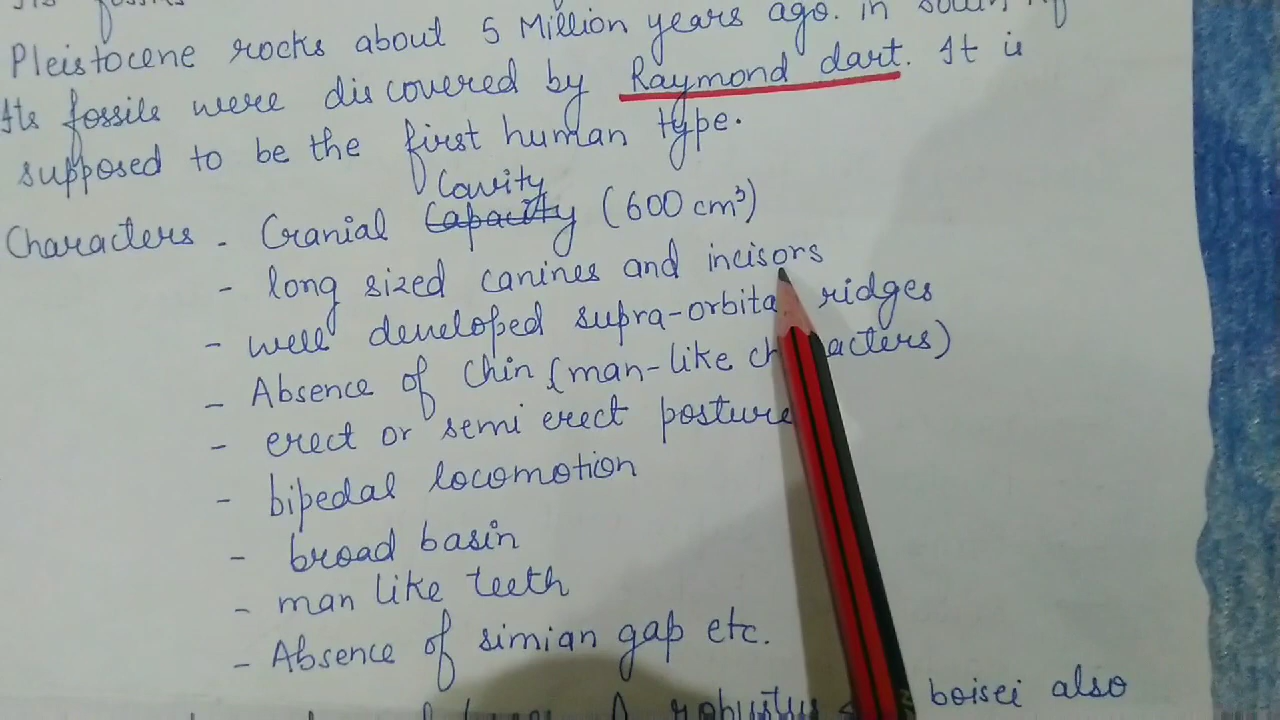 Pleistocene rocks about 5 Million years ago. in
Its fossils were discovered by Raymond dart. It is
supposed to be the first human type.
Cavity
Characters - Cranial Capacity (600 cm³)
- long sized canines and incisors
- well developed supra-orbital ridges
- Absence of chin (man-like characters)
- erect or semi erect posture
- bipedal locomotion
- broad basin
- man like teeth
- Absence of simian gap etc.
robustus boisei also